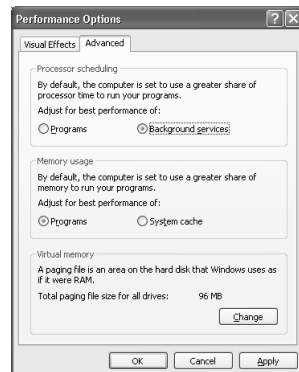 Performance Options
Visual Effects Advanced
Processor scheduling
By default, the computer is set to use a greater share of
processor time to run your programs.
Adjust for best performance of:
Programs Background services
Memory usage
By default, the computer is set to use a greater share of
memory to run your programs.
Adjust for best performance of:
Programs System cache
Virtual memory
A paging file is an area on the hard disk that Windows uses as
if it were RAM.
Total paging file size for all drives: 96 MB
Change
OK Cancel Apply